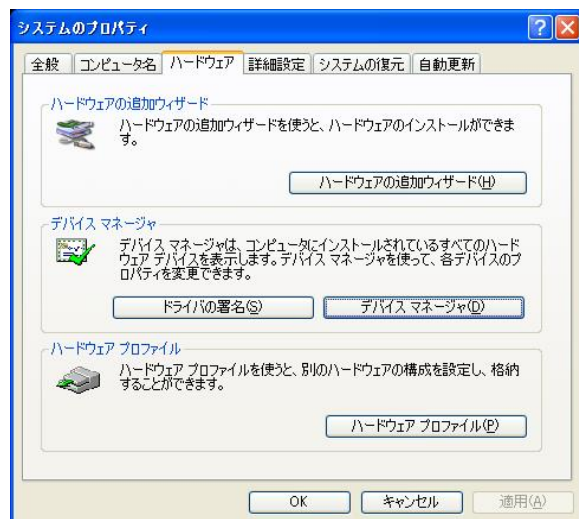 システムのプロパティ
全般 コンピュータ名 ハードウェア 詳細設定 システムの復元 自動更新
ハードウェアの追加ウィザード
ハードウェアの追加ウィザードを使うと、ハードウェアのインストールができま
す。
ハードウェアの追加ウィザード(H)
デバイス マネージャ
デバイス マネージャは、コンピュータにインストールされているすべてのハード
ウェア デバイスを表示します。デバイス マネージャを使って、各デバイスのプ
ロパティを変更できます。
ドライバの署名(S) デバイス マネージャ(D)
ハードウェア プロファイル
ハードウェア プロファイルを使うと、別のハードウェアの構成を設定し、格納
することができます。
ハードウェア プロファイル(P)
OK キャンセル 適用(A)